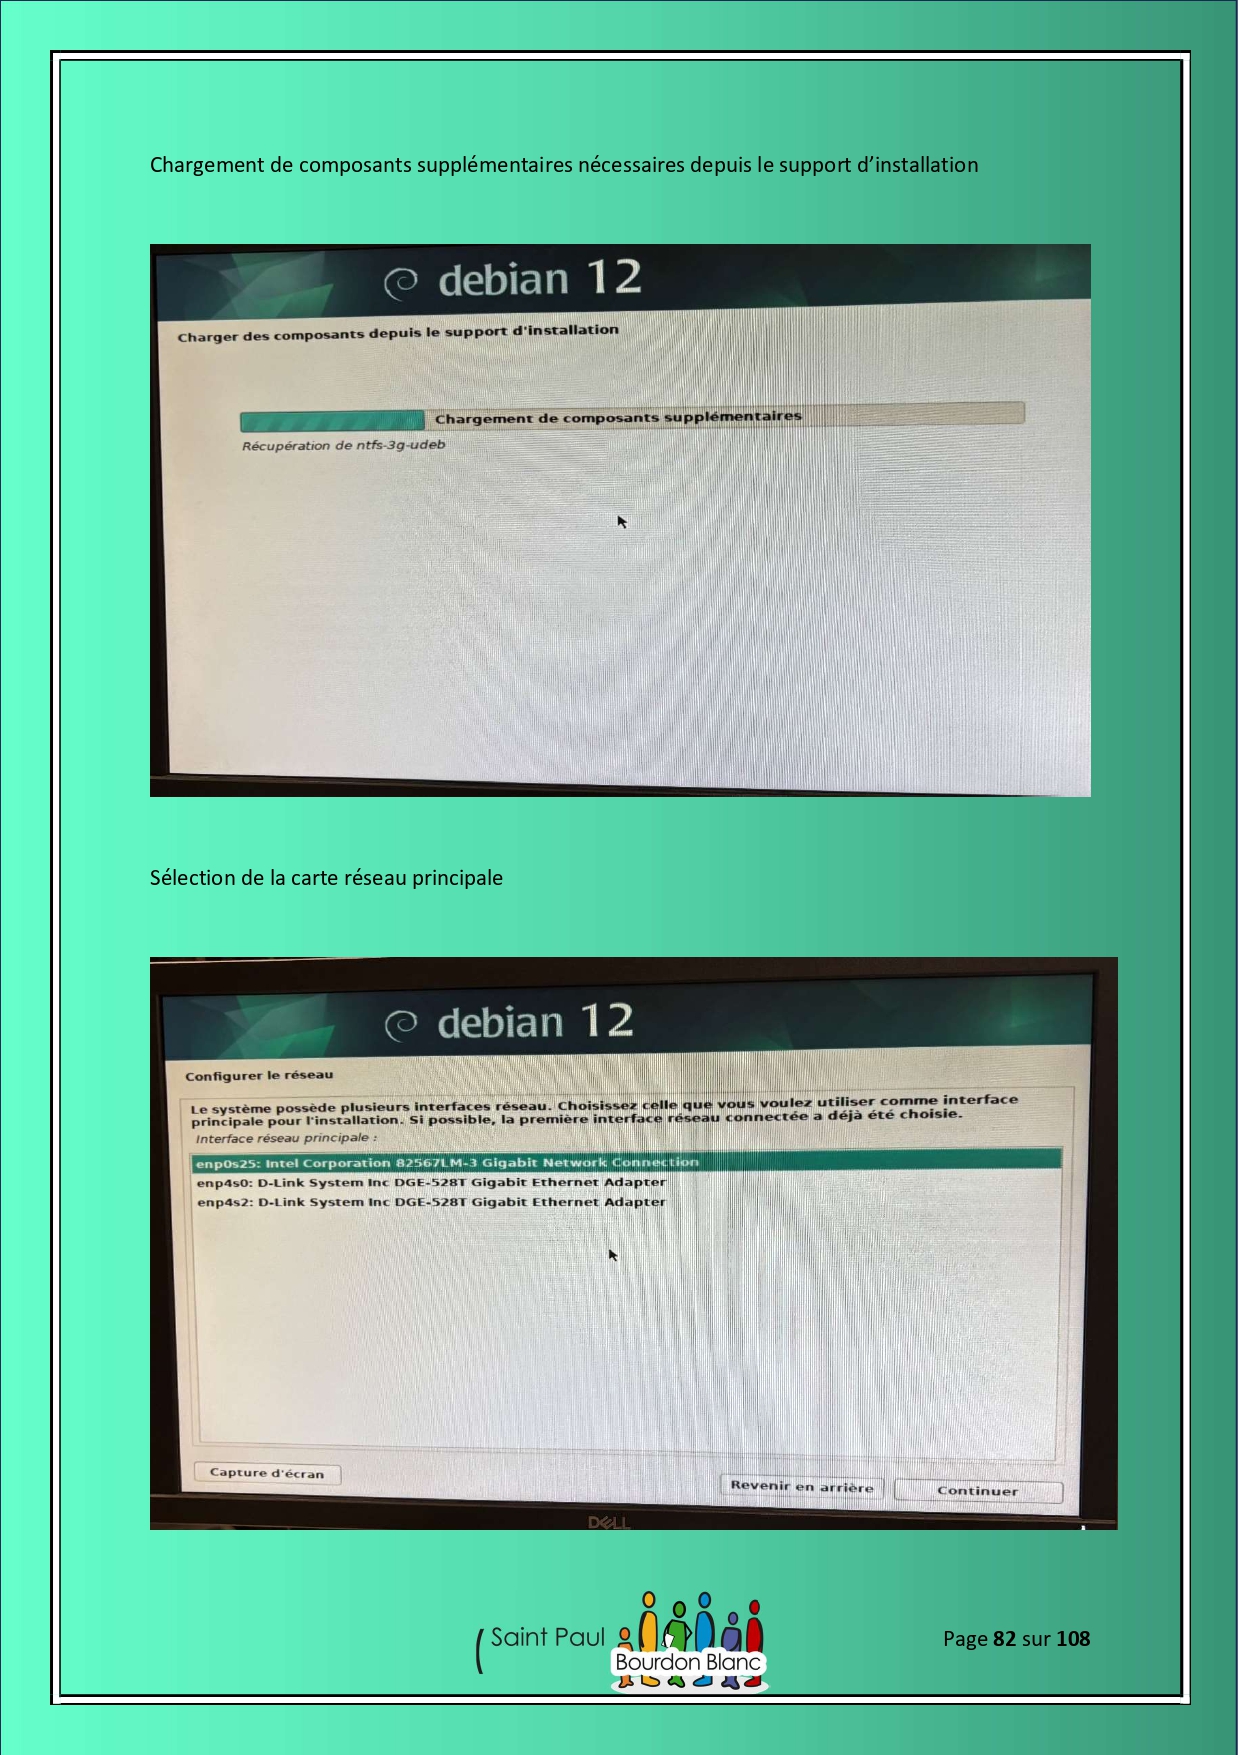 Chargement de composants supplémentaires nécessaires depuis le support d’installation
debian 12
Charger des composants depuis le support d'installation
Chargement de composants supplémentaires
Récupération de ntfs-3g-udeb
Sélection de la carte réseau principale
debian 12
Configurer le réseau
Le système possède plusieurs interfaces réseau. Choisissez celle que vous voulez utiliser comme interface
principale pour l'installation. Si possible, la première interface réseau connectée a déjà été choisie.
Interface réseau principale :
enp0s25: Intel Corporation 82567LM-3 Gigabit Network Connection
enp4s0: D-Link System Inc DGE-528T Gigabit Ethernet Adapter
enp4s2: D-Link System Inc DGE-528T Gigabit Ethernet Adapter
Capture d'écran
Revenir en arrière
Continuer
DELL
Saint Paul
Bourdon Blanc
Page 82 sur 108